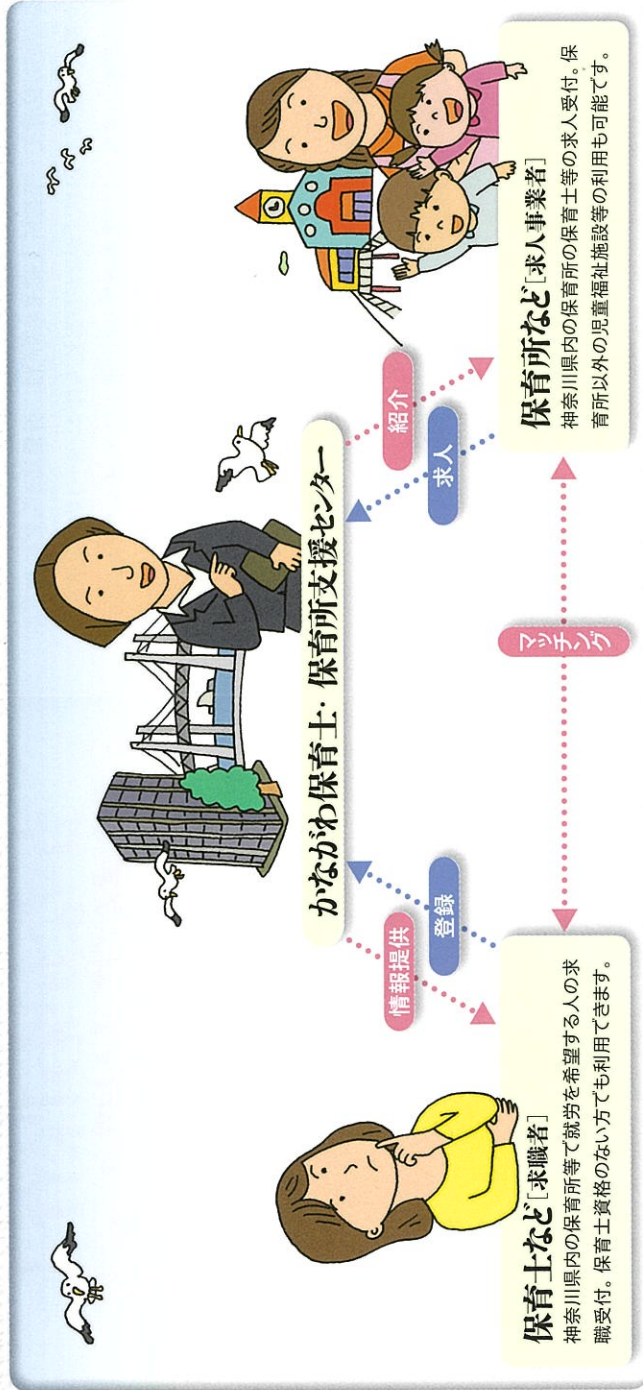 かながわ保育士・保育所支援センター
情報提供
登録
紹介
求人
マッチング
保育士など[求職者]
神奈川県内の保育所等で就労を希望する人の求
職受付。保育士資格のない方でも利用できます。
保育所など[求人事業者]
神奈川県内の保育所の保育士等の求人受付。保
育所以外の児童福祉施設等の利用も可能です。